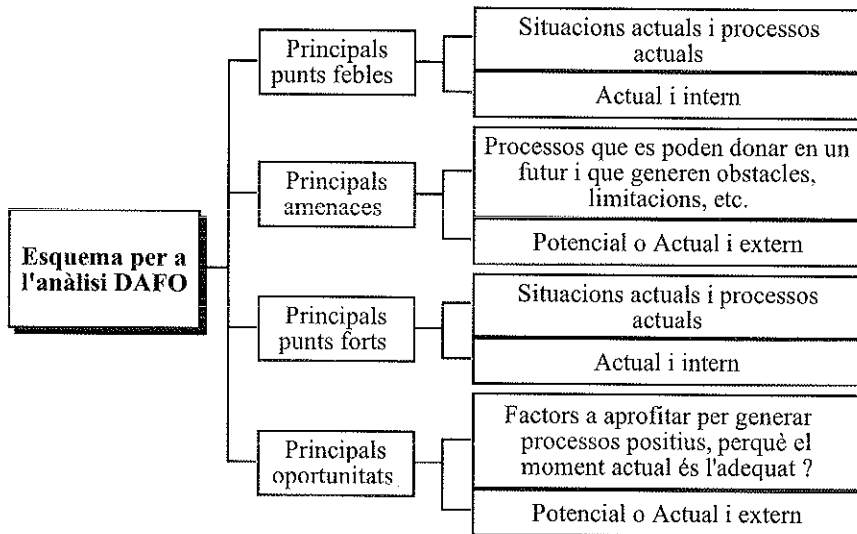 Esquema per a
l'anàlisi DAFO
Principals
punts febles
Situacions actuals i processos
actuals
Actual i intern
Principals
amenaces
Processos que es poden donar en un
futur i que generen obstacles,
limitacions, etc.
Potencial o Actual i extern
Principals
punts forts
Situacions actuals i processos
actuals
Actual i intern
Principals
oportunitats
Factors a aprofitar per generar
processos positius, perquè el
moment actual és l'adequat ?
Potencial o Actual i extern